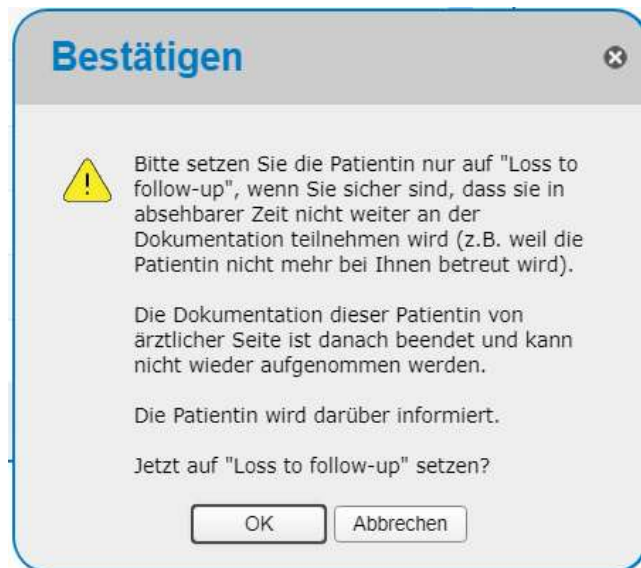 Bestätigen
Bitte setzen Sie die Patientin nur auf "Loss to
follow-up", wenn Sie sicher sind, dass sie in
absehbarer Zeit nicht weiter an der
Dokumentation teilnehmen wird (z.B. weil die
Patientin nicht mehr bei Ihnen betreut wird).
Die Dokumentation dieser Patientin von
ärztlicher Seite ist danach beendet und kann
nicht wieder aufgenommen werden.
Die Patientin wird darüber informiert.
Jetzt auf "Loss to follow-up" setzen?
OK
Abbrechen